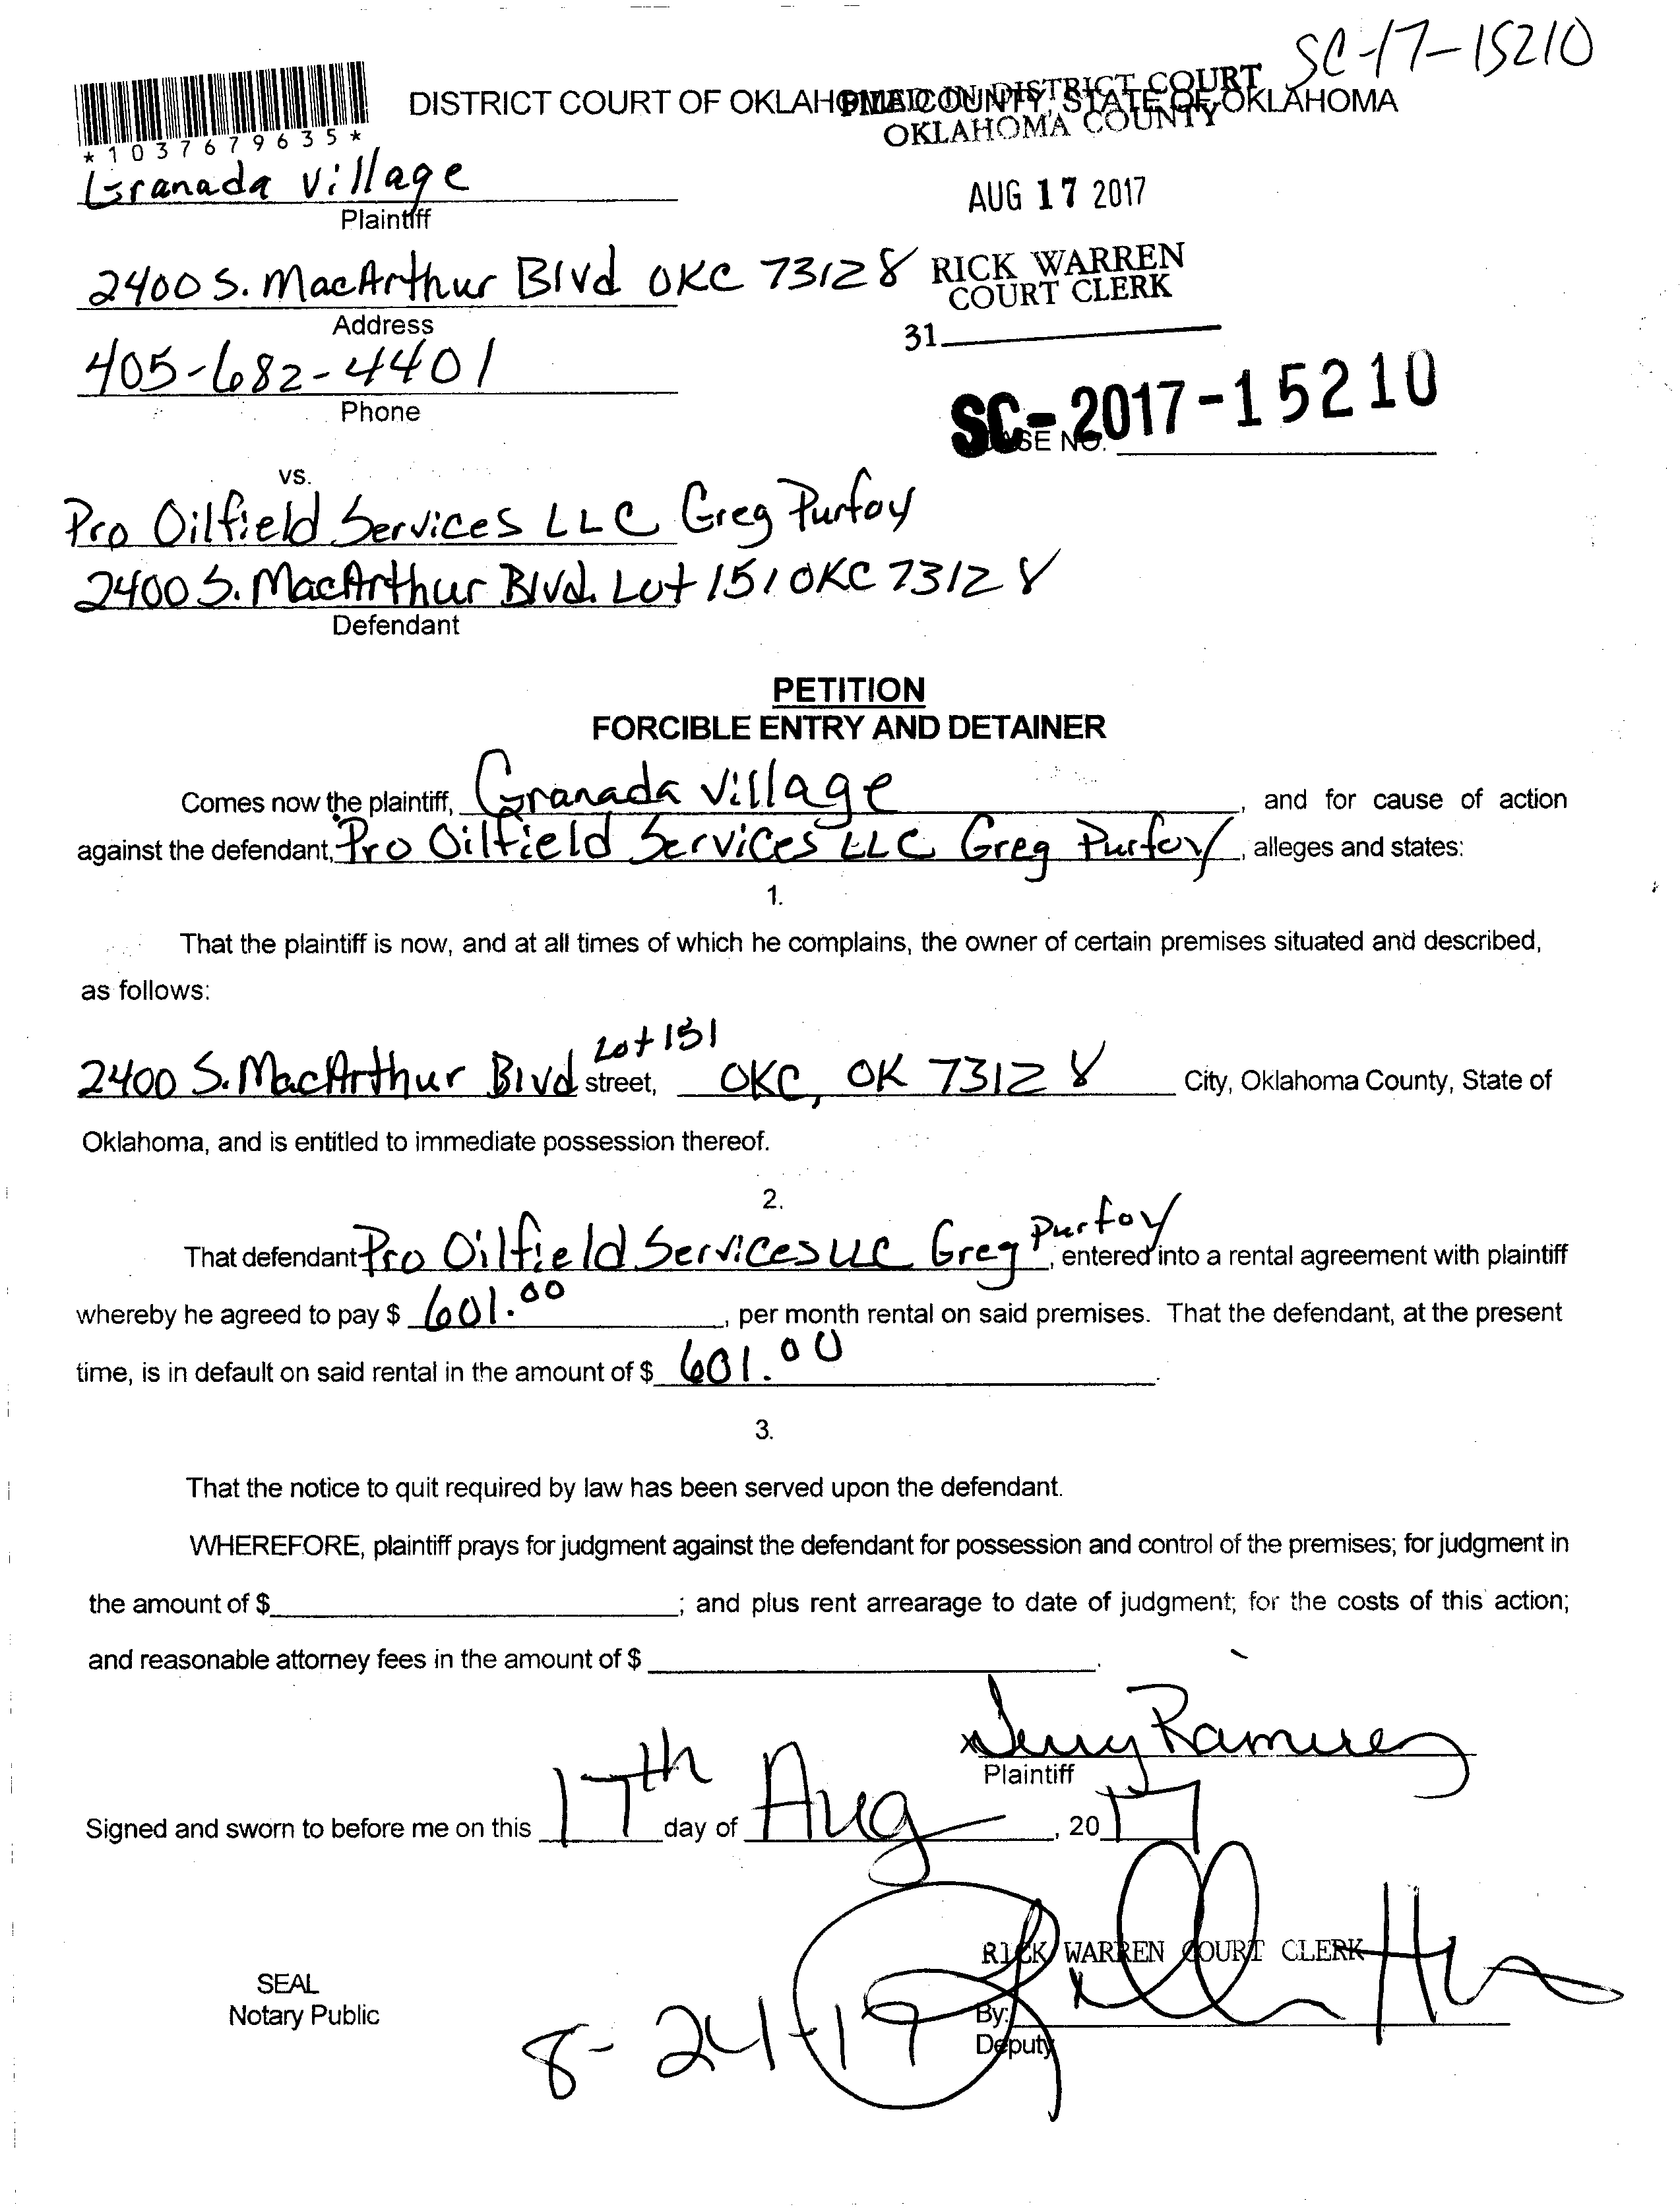 SC-17-15210
*1037679635*
DISTRICT COURT OF OKLAHOMA COUNTY, STATE OF OKLAHOMA
FILED IN DISTRICT COURT
OKLAHOMA COUNTY
Granada Village
Plaintiff
AUG 17 2017
2400 S. MacArthur Blvd OKC 73128
RICK WARREN
COURT CLERK
Address
31
405-682-4401
Phone
SC-2017-15210
CASE NO.
vs.
Pro Oilfield Services LLC Greg Purfoy
2400 S. MacArthur Blvd. Lot 151 OKC 73128
Defendant
PETITION
FORCIBLE ENTRY AND DETAINER
Comes now the plaintiff, Granada Village, and for cause of action
against the defendant, Pro Oilfield Services LLC Greg Purfoy, alleges and states:
1.
That the plaintiff is now, and at all times of which he complains, the owner of certain premises situated and described,
as follows:
2400 S. MacArthur Blvd Lot 151 street, OKC, OK 73128 City, Oklahoma County, State of
Oklahoma, and is entitled to immediate possession thereof.
2.
That defendant Pro Oilfield Services LLC Greg Purfoy, entered into a rental agreement with plaintiff
whereby he agreed to pay $ 601.00, per month rental on said premises. That the defendant, at the present
time, is in default on said rental in the amount of $ 601.00.
3.
That the notice to quit required by law has been served upon the defendant.
WHEREFORE, plaintiff prays for judgment against the defendant for possession and control of the premises; for judgment in
the amount of $; and plus rent arrearage to date of judgment; for the costs of this action;
and reasonable attorney fees in the amount of $.
x Ramirez
Plaintiff
Signed and sworn to before me on this 17th day of Aug, 2017
RICK WARREN COURT CLERK
SEAL
Notary Public
By:
Deputy
8-24-19